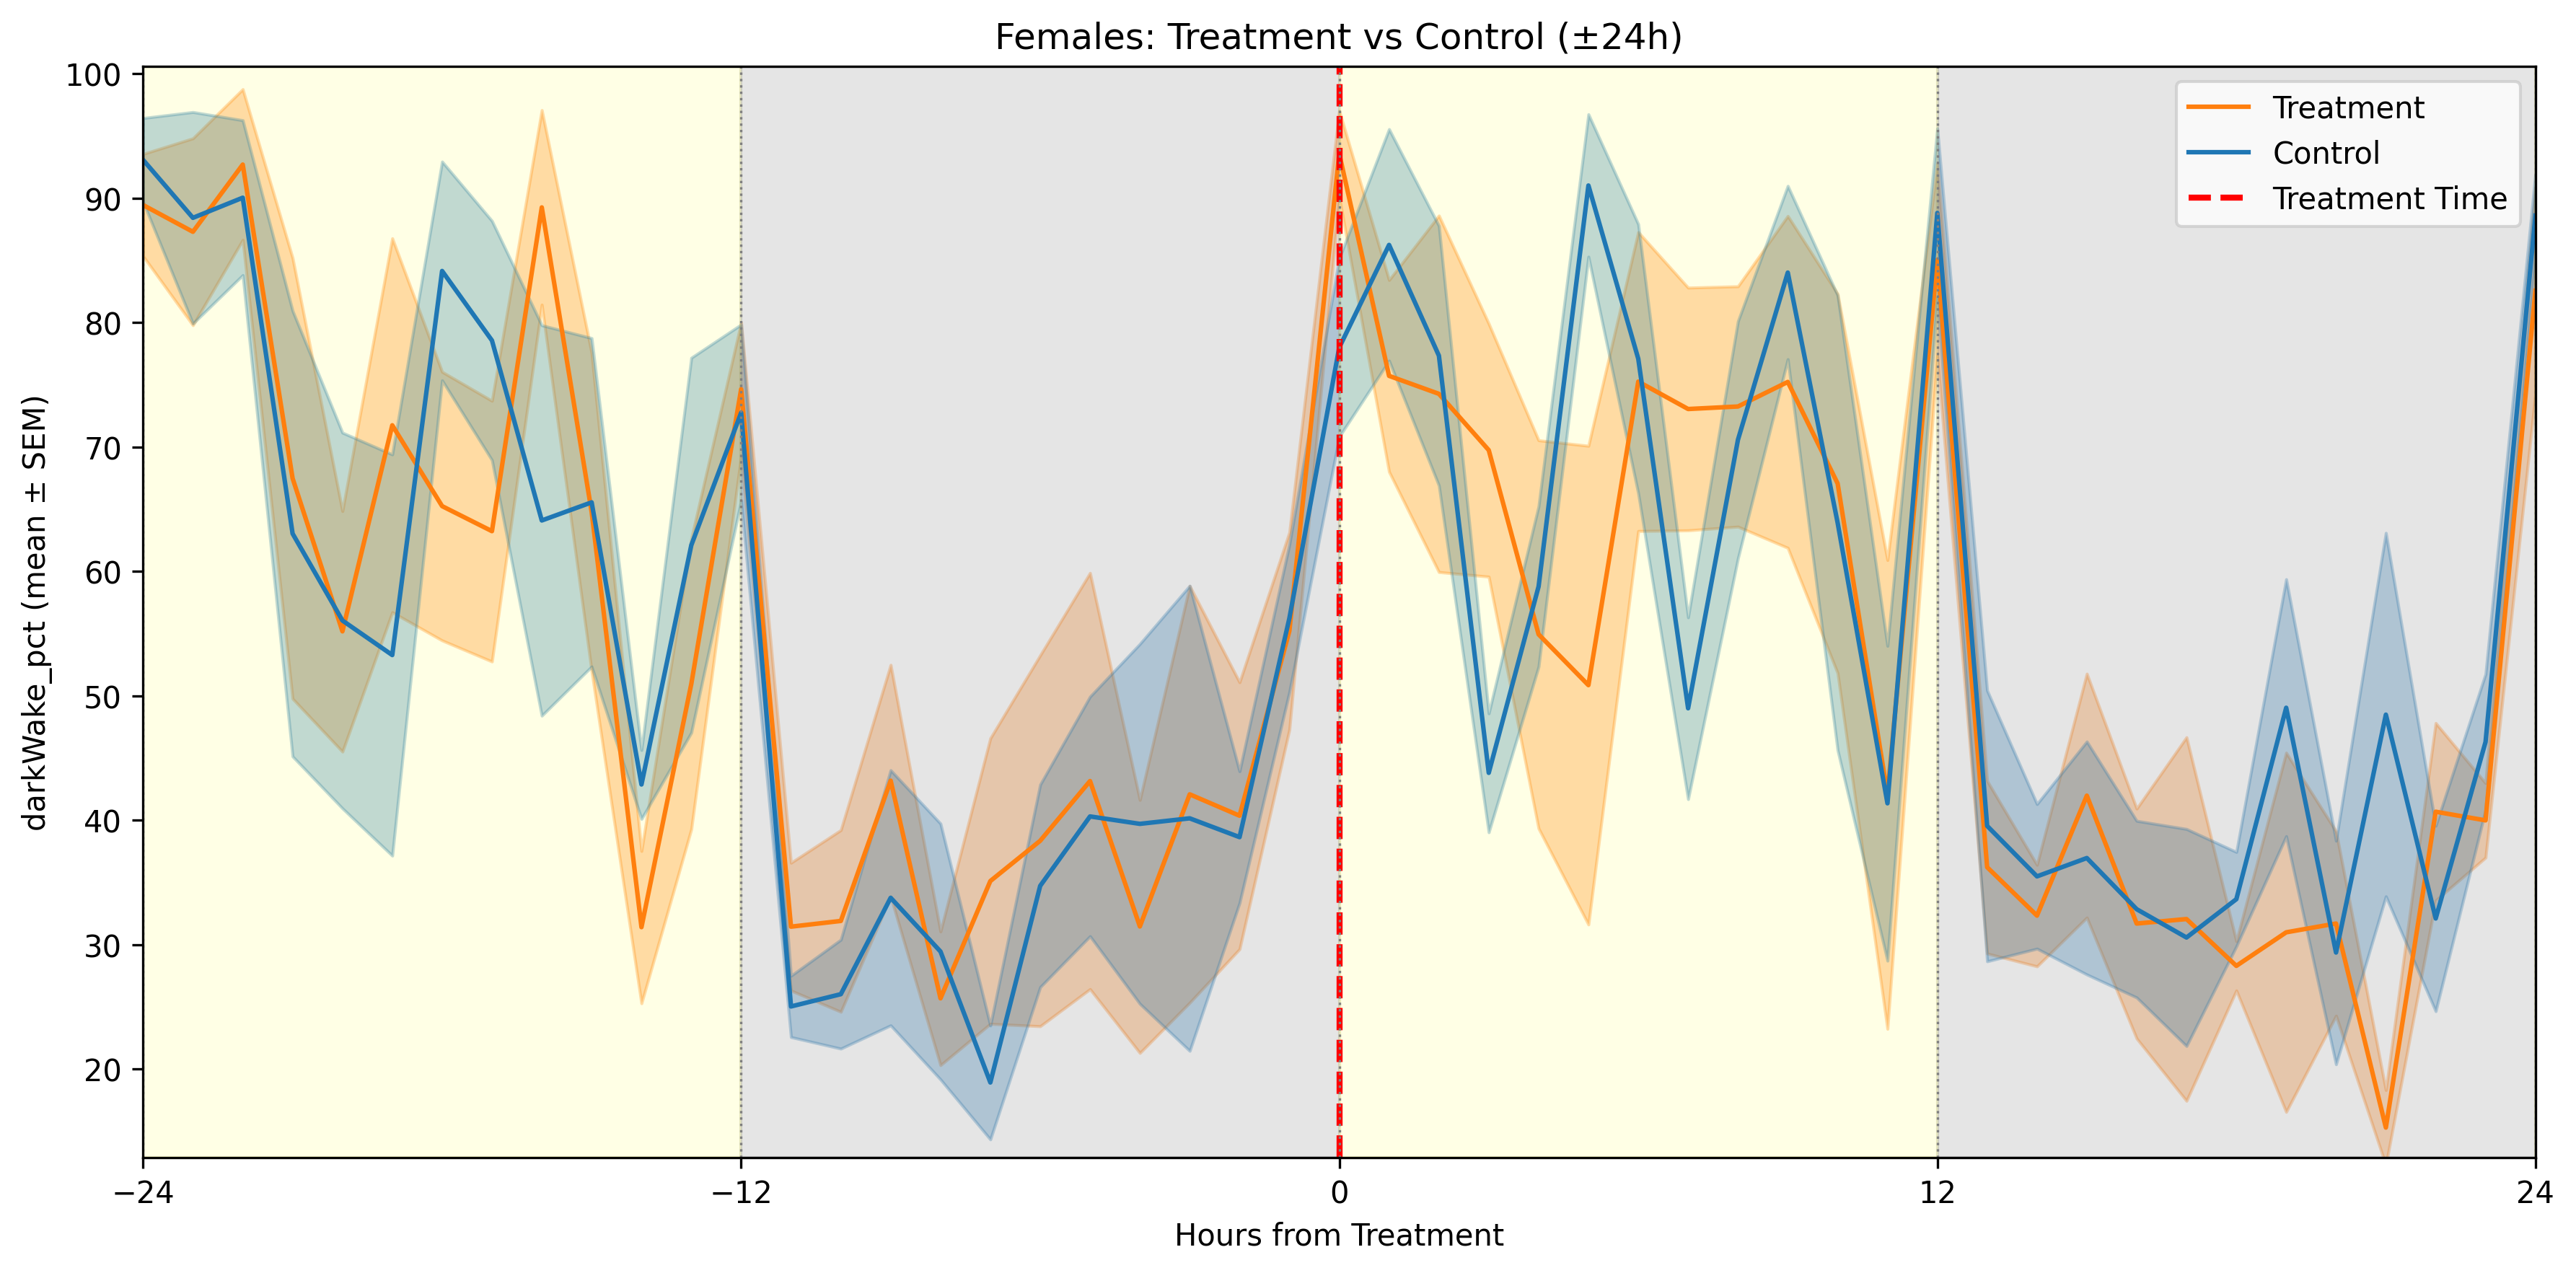 Females: Treatment vs Control (±24h)
100
90
80
70
60
50
40
30
20
darkWake_pct (mean ± SEM)
Treatment
Control
Treatment Time
−24
−12
0
12
24
Hours from Treatment